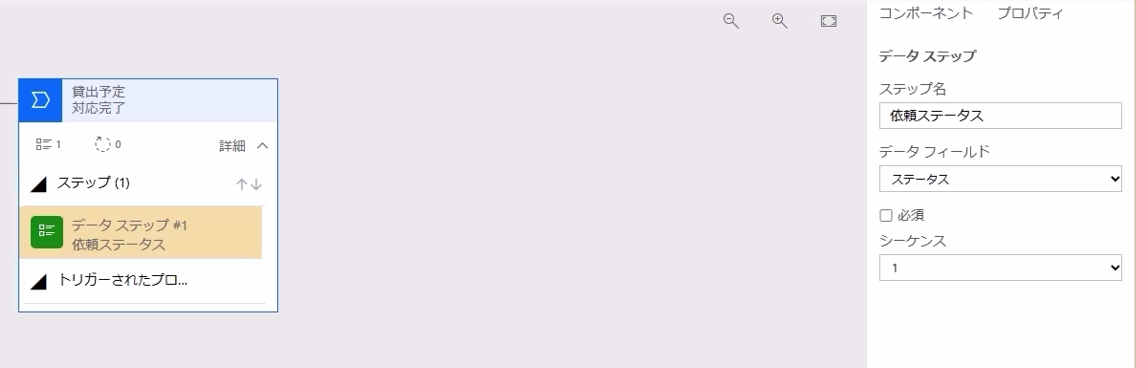 貸出予定
対応完了
1
0
詳細
ステップ (1)
データ ステップ #1
依頼ステータス
トリガーされたプロ...
コンポーネント プロパティ
データ ステップ
ステップ名
依頼ステータス
データ フィールド
ステータス
必須
シーケンス
1